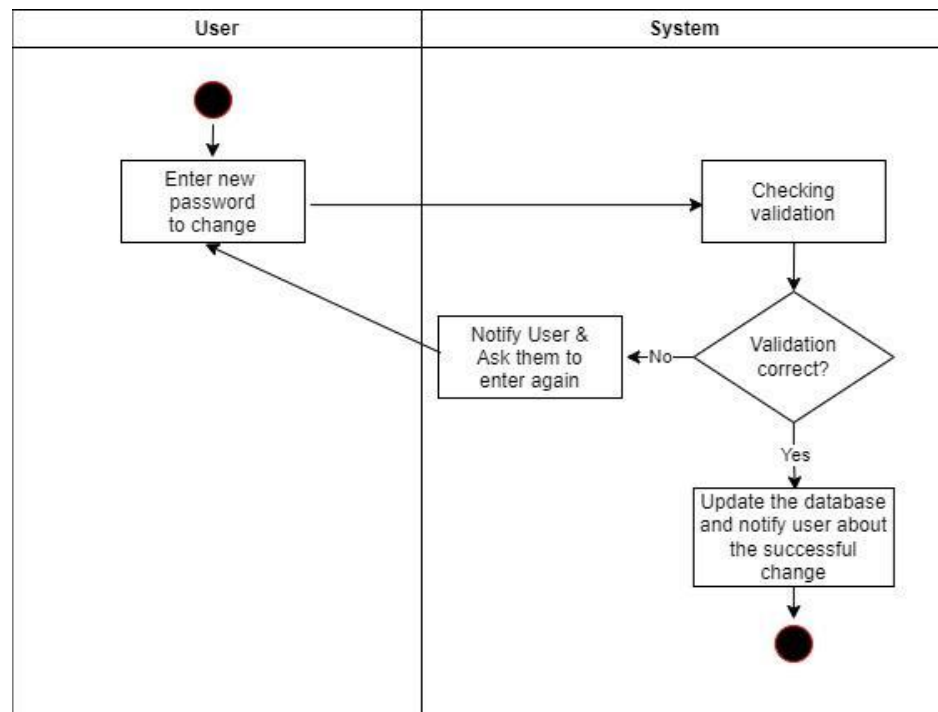 User
System
Enter new
password
to change
Checking
validation
Notify User &
Ask them to
enter again
No
Validation
correct?
Yes
Update the database
and notify user about
the successful
change